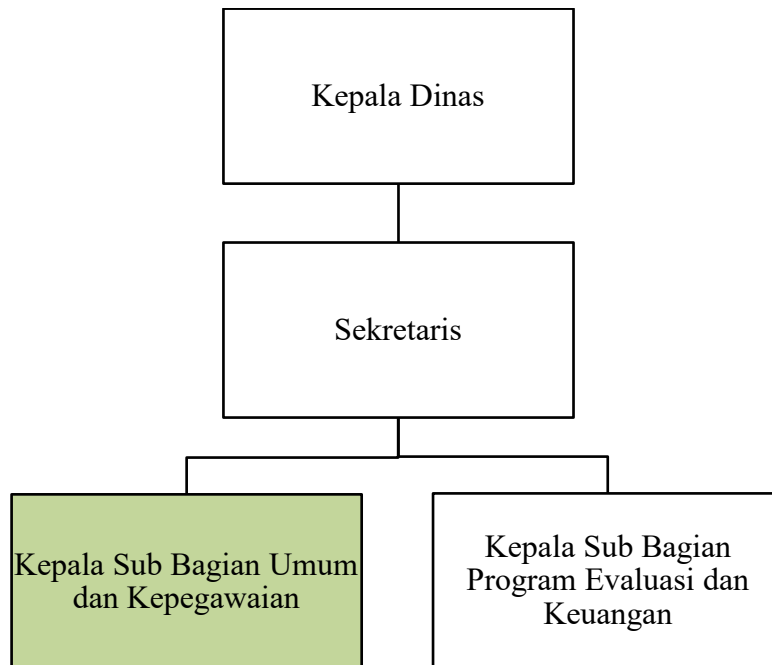 Kepala Dinas
Sekretaris
Kepala Sub Bagian Umum
dan Kepegawaian
Kepala Sub Bagian
Program Evaluasi dan
Keuangan